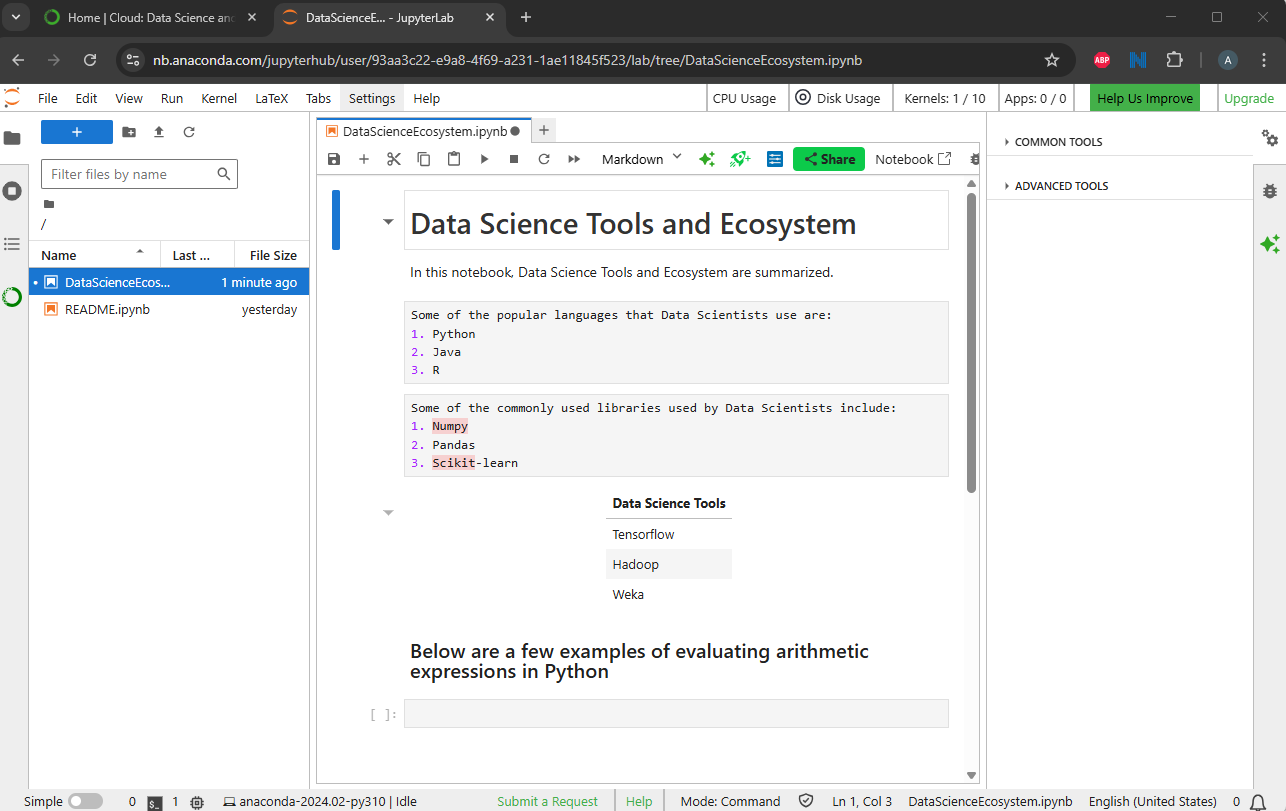 Home | Cloud: Data Science and
DataScienceE... - JupyterLab
nb.anaconda.com/jupyterhub/user/93aa3c22-e9a8-4f69-a231-1ae11845f523/lab/tree/DataScienceEcosystem.ipynb
ABP
N
A
File Edit View Run Kernel LaTeX Tabs Settings Help
CPU Usage
Disk Usage
Kernels: 1 / 10
Apps: 0 / 0
Help Us Improve
Upgrade
+
Filter files by name
/
Name Last ... File Size
DataScienceEcos... 1 minute ago
README.ipynb yesterday
DataScienceEcosystem.ipynb
Markdown
Share
Notebook
Data Science Tools and Ecosystem
In this notebook, Data Science Tools and Ecosystem are summarized.
Some of the popular languages that Data Scientists use are:
1. Python
2. Java
3. R
Some of the commonly used libraries used by Data Scientists include:
1. Numpy
2. Pandas
3. Scikit-learn
Data Science Tools
Tensorflow
Hadoop
Weka
Below are a few examples of evaluating arithmetic
expressions in Python
[ ]:
COMMON TOOLS
ADVANCED TOOLS
Simple 0 $_ 1 anaconda-2024.02-py310 | Idle Submit a Request Help Mode: Command Ln 1, Col 3 DataScienceEcosystem.ipynb English (United States) 0